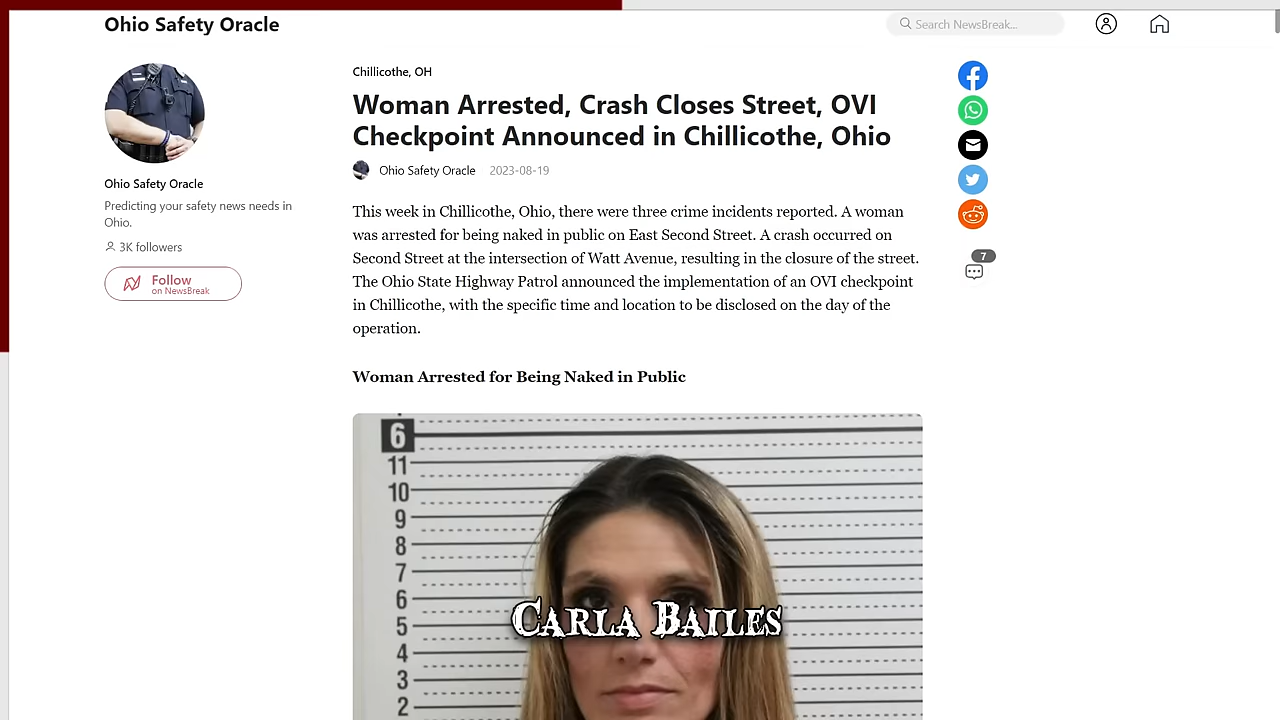 Ohio Safety Oracle
Search NewsBreak...
Ohio Safety Oracle
Predicting your safety news needs in
Ohio.
3K followers
Follow
on NewsBreak
Chillicothe, OH
Woman Arrested, Crash Closes Street, OVI
Checkpoint Announced in Chillicothe, Ohio
Ohio Safety Oracle 2023-08-19
This week in Chillicothe, Ohio, there were three crime incidents reported. A woman
was arrested for being naked in public on East Second Street. A crash occurred on
Second Street at the intersection of Watt Avenue, resulting in the closure of the street.
The Ohio State Highway Patrol announced the implementation of an OVI checkpoint
in Chillicothe, with the specific time and location to be disclosed on the day of the
operation.
Woman Arrested for Being Naked in Public
6
11
10
9
8
7
6
5
4
3
2
Carla Bailes
7